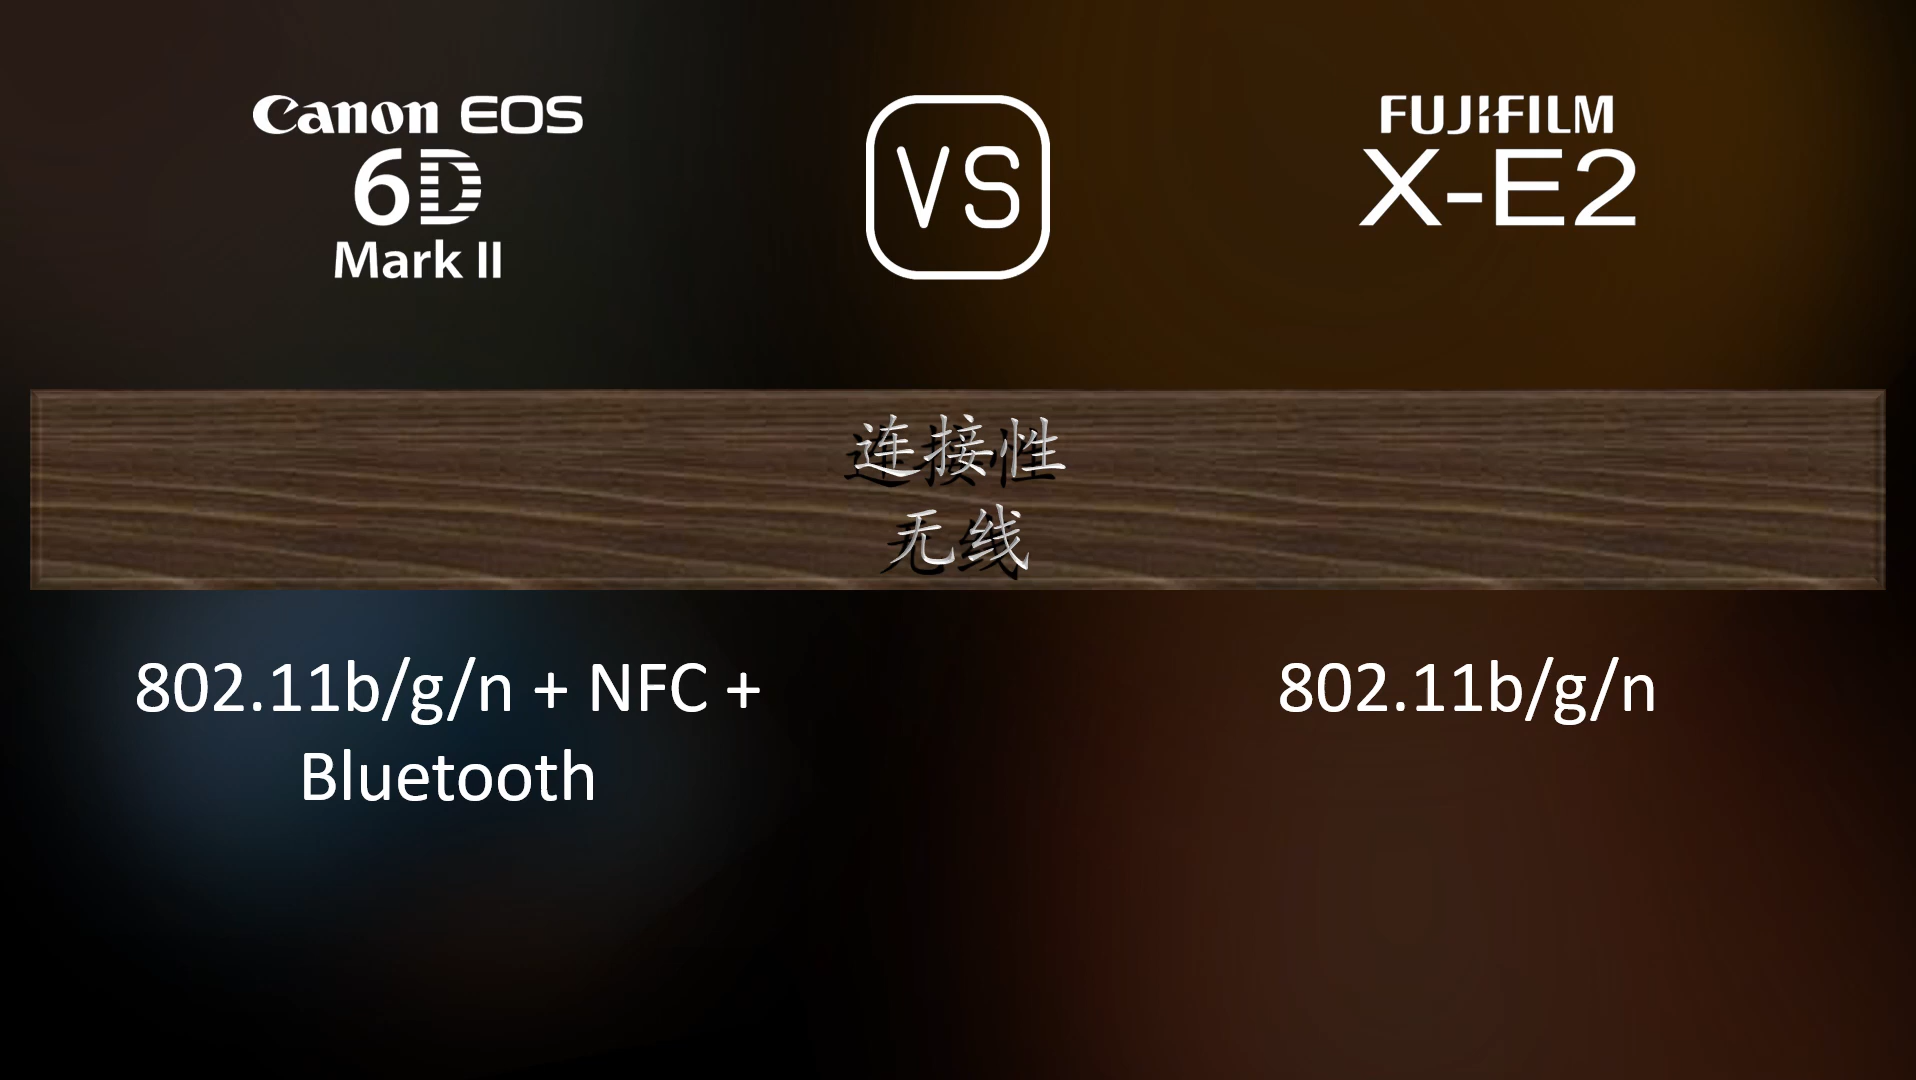 Canon EOS
6D
Mark II
VS
FUJIFILM
X-E2
连接性
无线
802.11b/g/n + NFC +
Bluetooth
802.11b/g/n